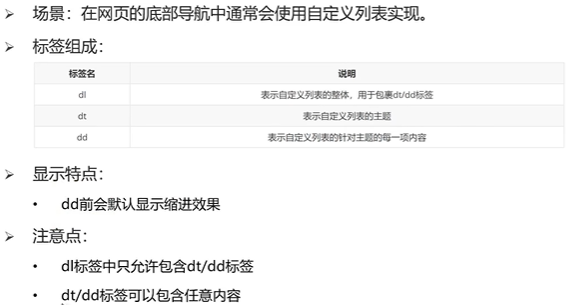 ➢ 场景：在网页的底部导航中通常会使用自定义列表实现。
➢ 标签组成：
标签名 说明
dl 表示自定义列表的整体，用于包裹dt/dd标签
dt 表示自定义列表的主题
dd 表示自定义列表的针对主题的每一项内容
➢ 显示特点：
• dd前会默认显示缩进效果
➢ 注意点：
• dl标签中只允许包含dt/dd标签
• dt/dd标签可以包含任意内容